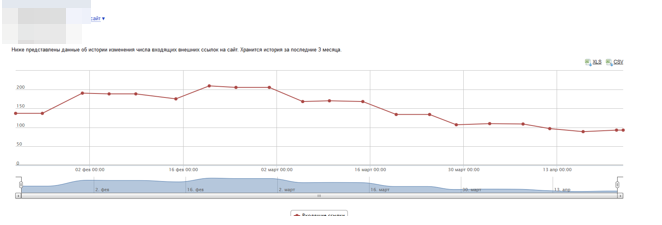 сайт ▾
Ниже представлены данные об истории изменения числа входящих внешних ссылок на сайт. Хранится история за последние 3 месяца.
XLS CSV
200
150
100
50
0
02 фев 00:00 16 фев 00:00 02 март 00:00 16 март 00:00 30 март 00:00 13 апр 00:00
2. фев 16. фев 2. март 16. март 30. март 13. апр
Входящие ссылки